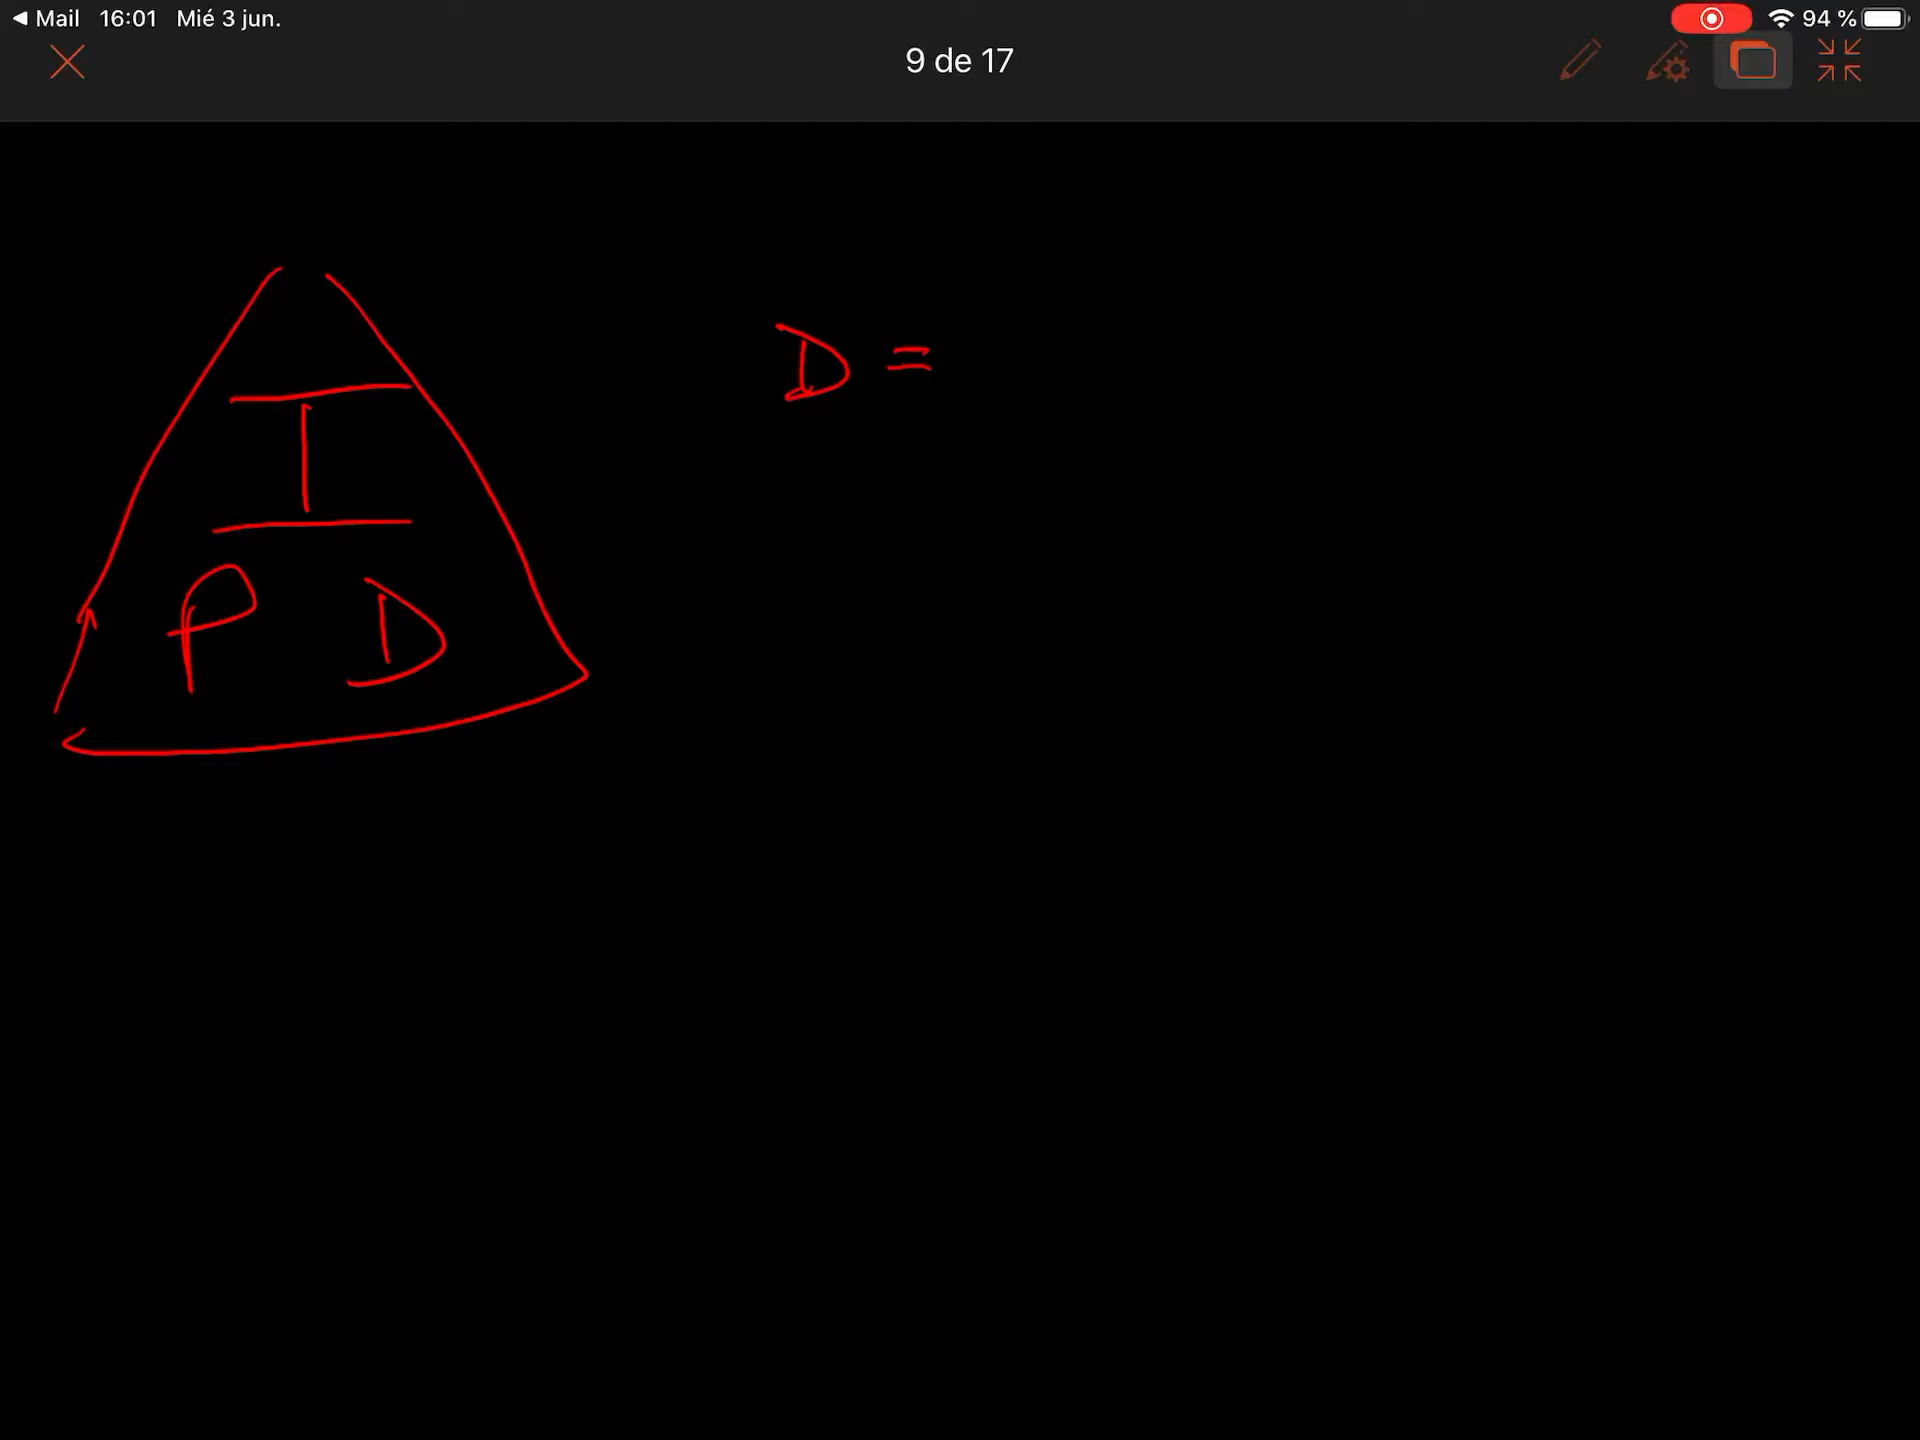 ◀ Mail 16:01 Mié 3 jun. 94 %
9 de 17
D =
I
P D